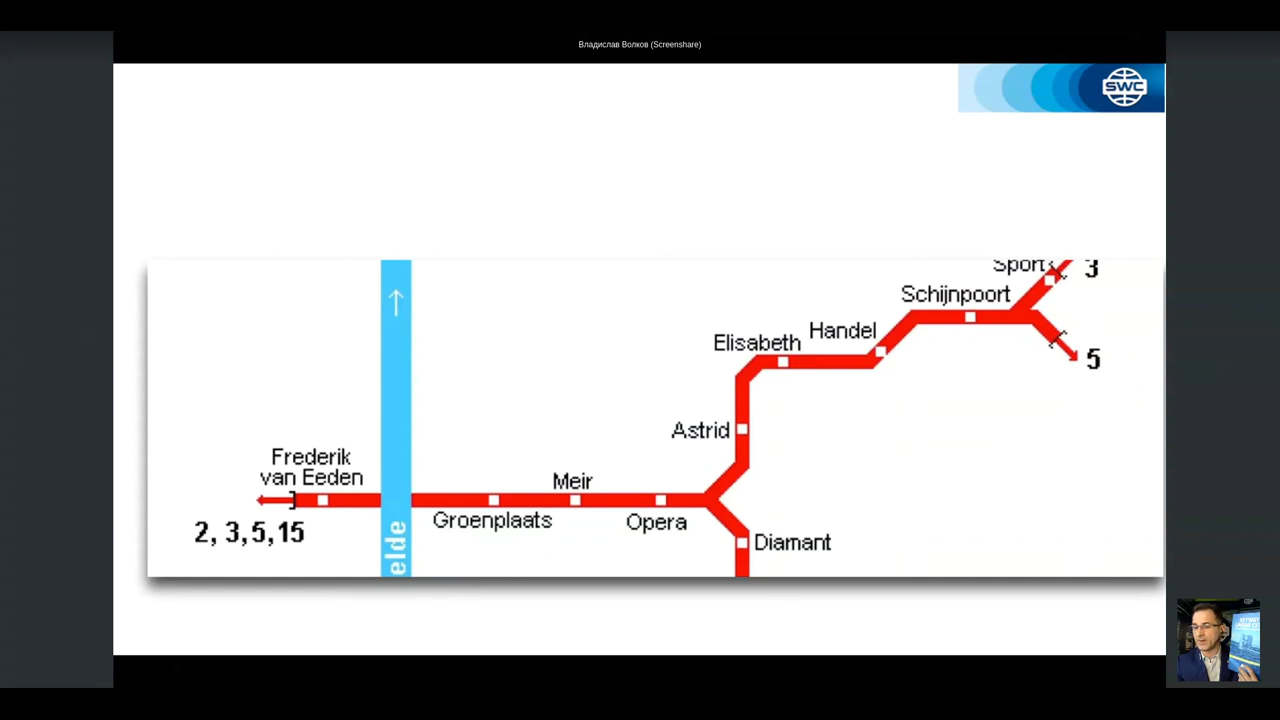 Владислав Волков (Screenshare)
SWC
Sport
3
Schijnpoort
Handel
Elisabeth
5
Astrid
Frederik
van Eeden
Meir
Groenplaats
Opera
2, 3,5,15
elde
Diamant